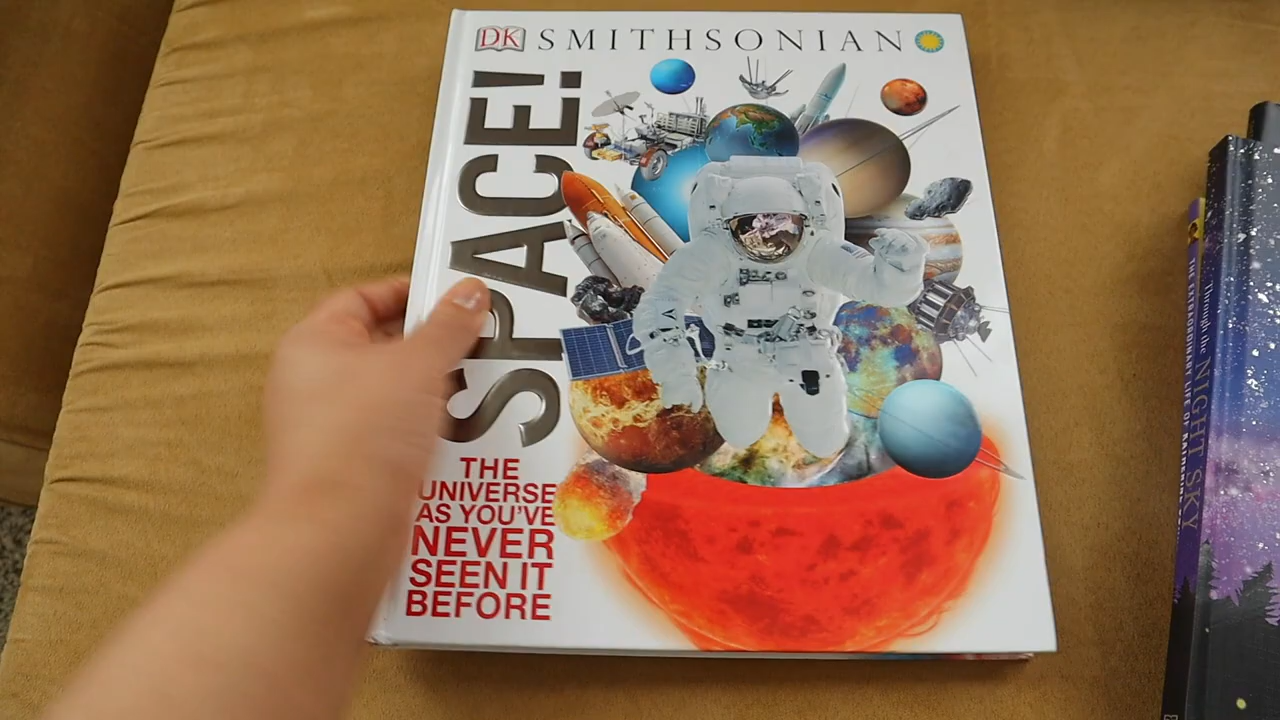 DK SMITHSONIAN
SPACE!
THE
UNIVERSE
AS YOU'VE
NEVER
SEEN IT
BEFORE
THE EXTRAORDINARY LIFE OF
Through the NIGHT SKY